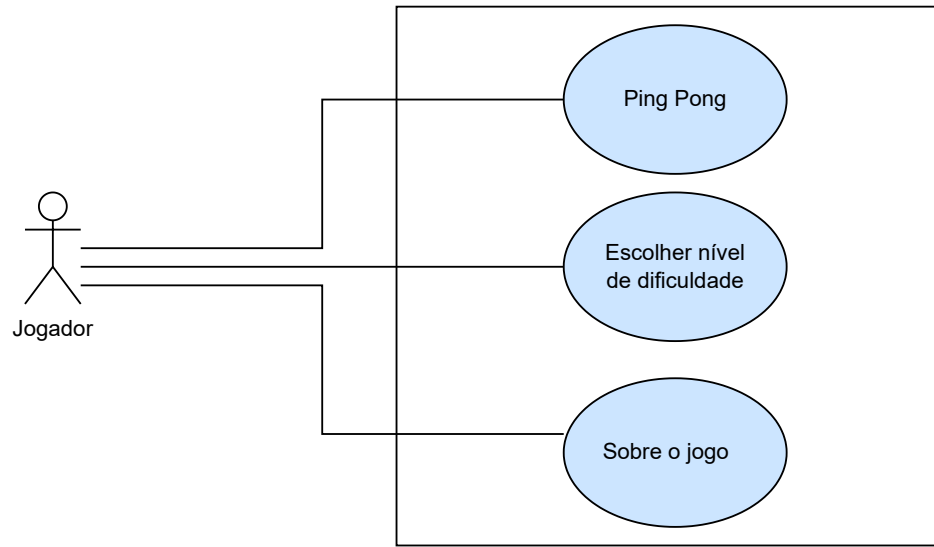 Ping Pong
Escolher nível
de dificuldade
Jogador
Sobre o jogo